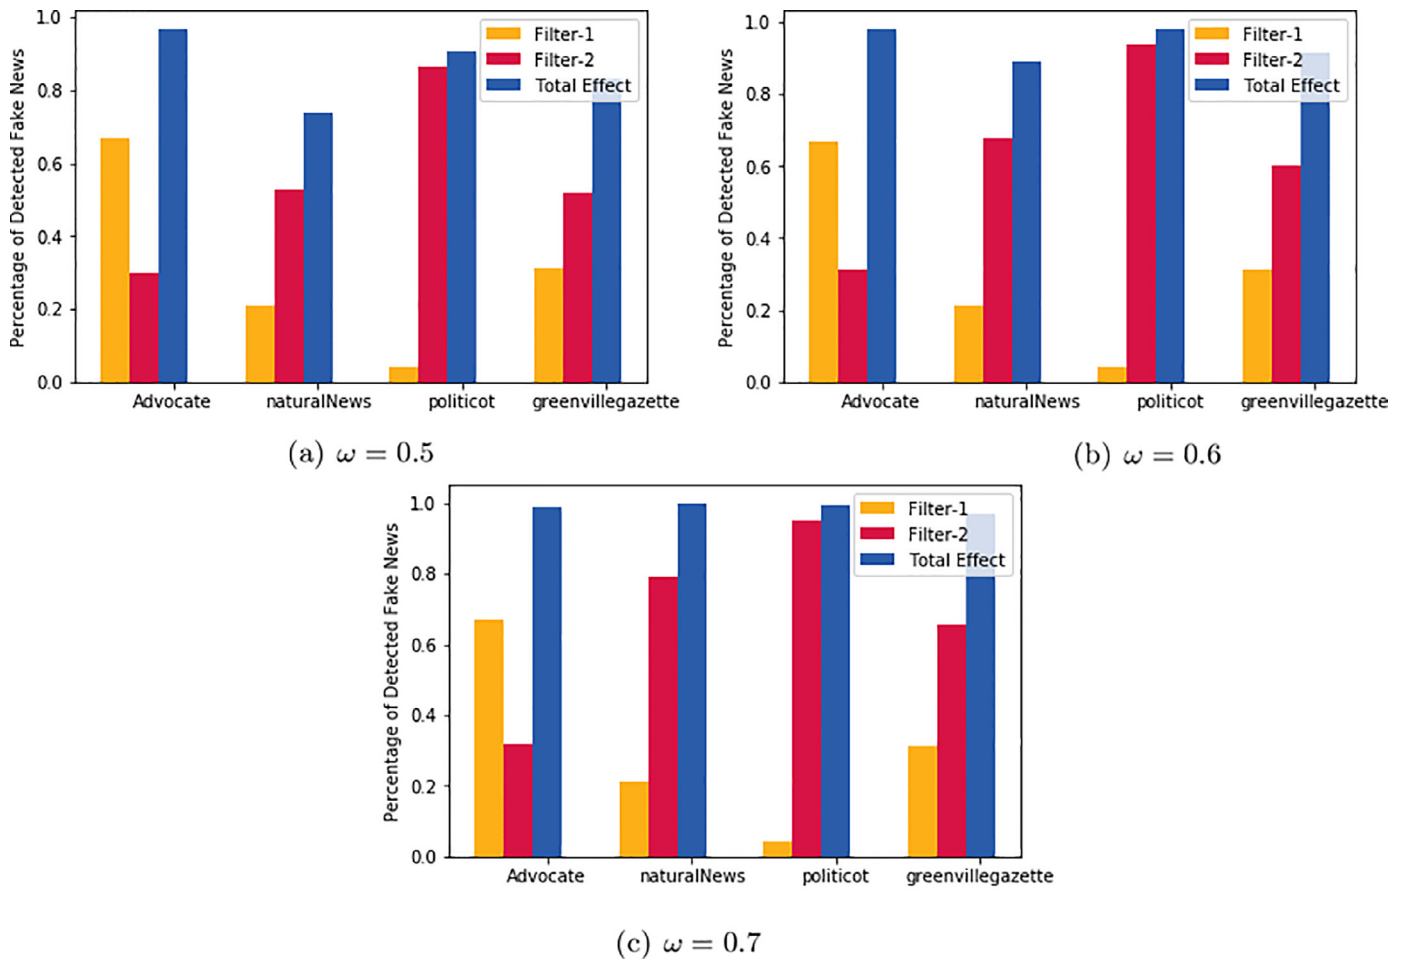 Percentage of Detected Fake News
1.0
0.8
0.6
0.4
0.2
0.0
Filter-1
Filter-2
Total Effect
Advocate
naturalNews
politicot
greenvillegazette
(a) ω = 0.5
Percentage of Detected Fake News
1.0
0.8
0.6
0.4
0.2
0.0
Filter-1
Filter-2
Total Effect
Advocate
naturalNews
politicot
greenvillegazette
(b) ω = 0.6
Percentage of Detected Fake News
1.0
0.8
0.6
0.4
0.2
0.0
Filter-1
Filter-2
Total Effect
Advocate
naturalNews
politicot
greenvillegazette
(c) ω = 0.7